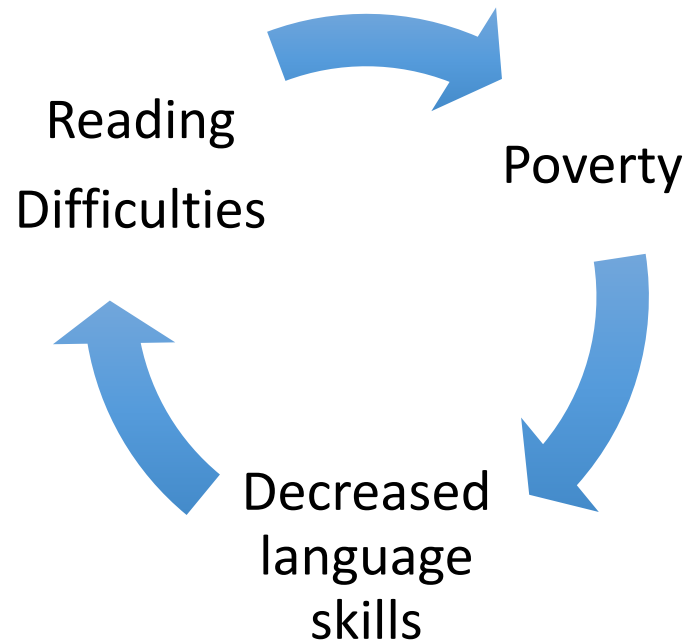 Reading
Difficulties
Poverty
Decreased
language
skills